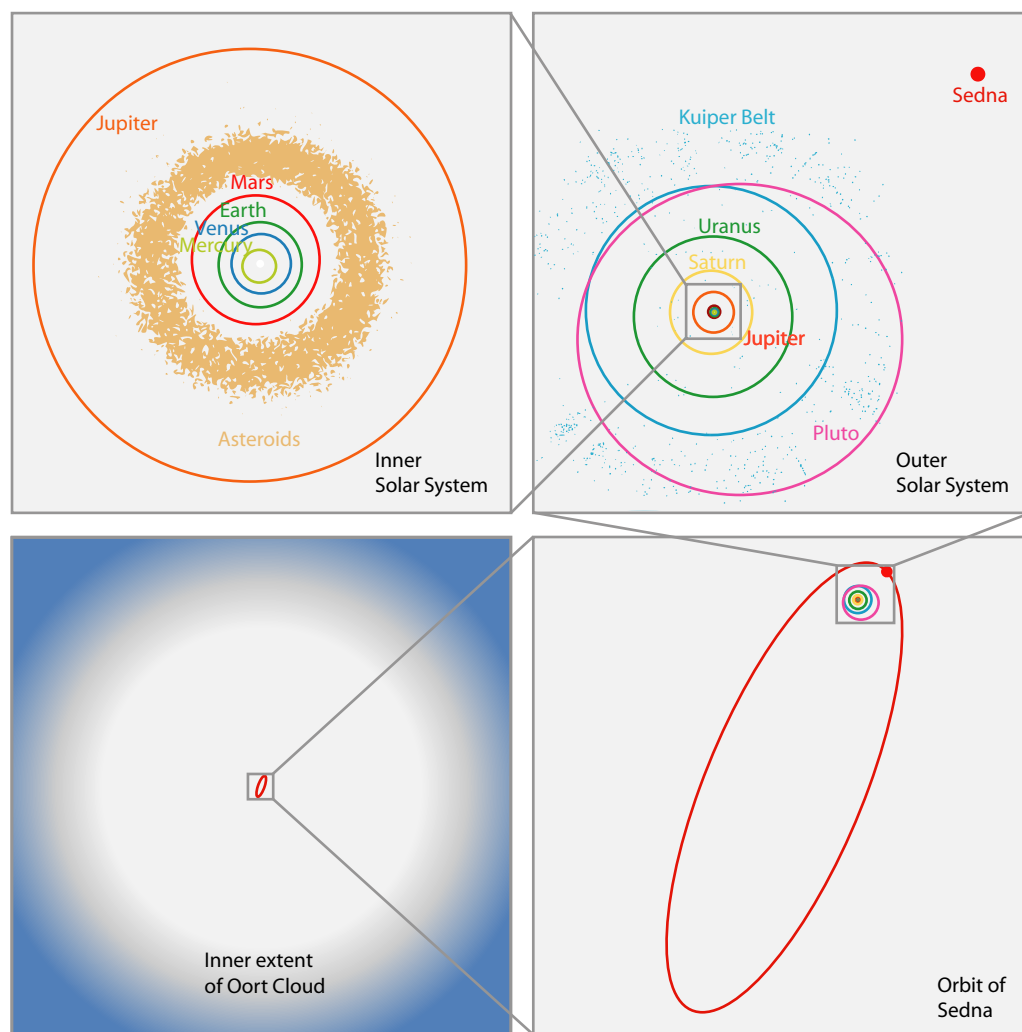 Jupiter
Mars
Earth
Venus
Mercury
Asteroids
Inner
Solar System
Sedna
Kuiper Belt
Uranus
Saturn
Jupiter
Pluto
Outer
Solar System
Inner extent
of Oort Cloud
Orbit of
Sedna